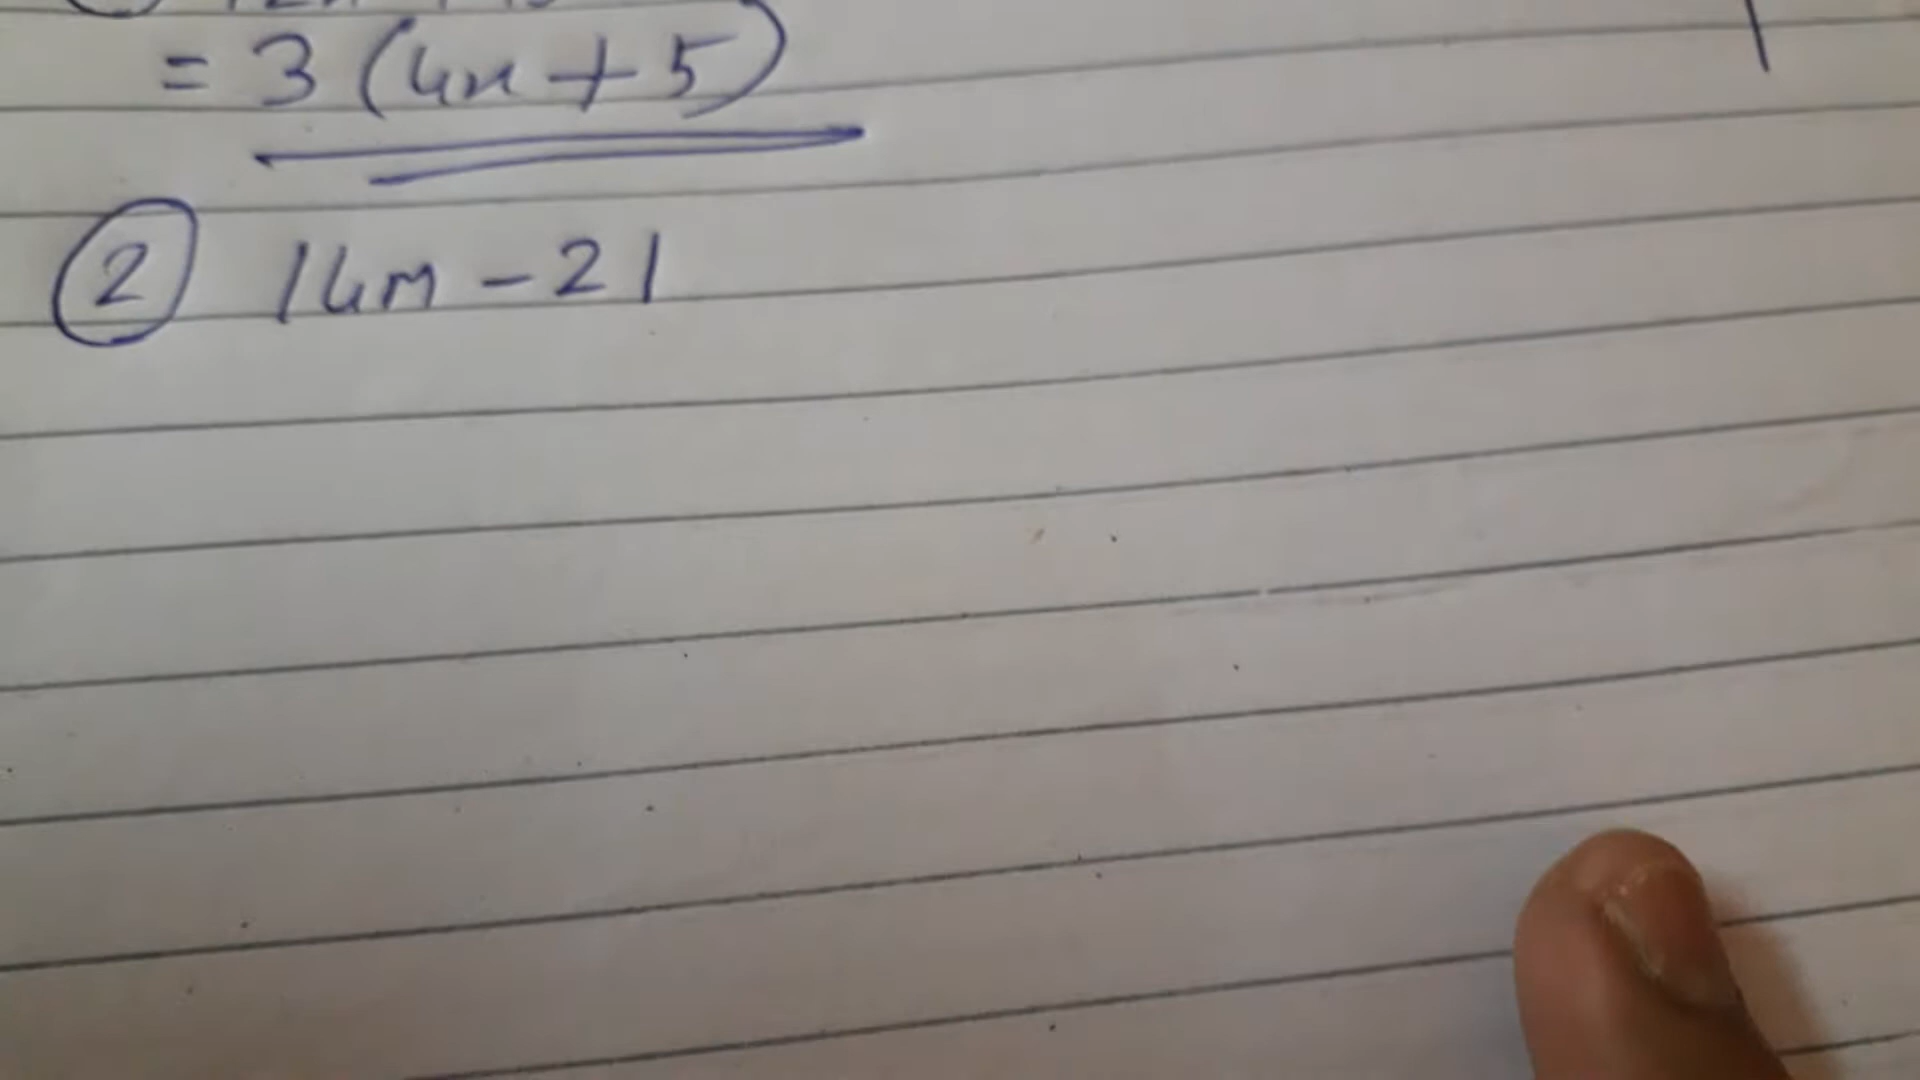 = 3 (4x + 5)
2 14m - 21